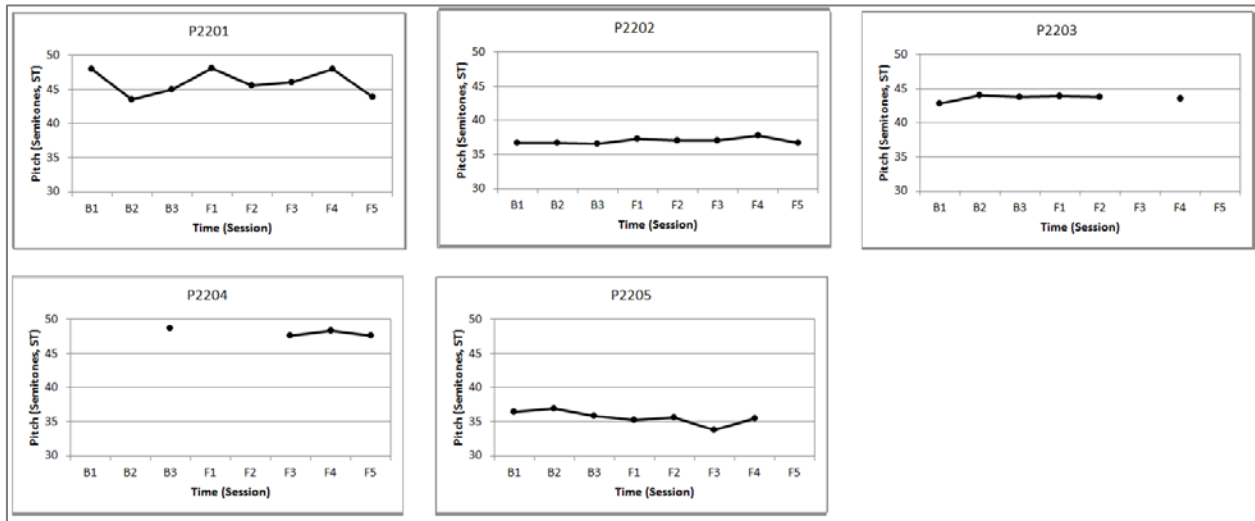 P2201
Pitch (Semitones, ST)
50
45
40
35
30
B1 B2 B3 F1 F2 F3 F4 F5
Time (Session)
P2202
Pitch (Semitones, ST)
50
45
40
35
30
B1 B2 B3 F1 F2 F3 F4 F5
Time (Session)
P2203
Pitch (Semitones, ST)
50
45
40
35
30
B1 B2 B3 F1 F2 F3 F4 F5
Time (Session)
P2204
Pitch (Semitones, ST)
50
45
40
35
30
B1 B2 B3 F1 F2 F3 F4 F5
Time (Session)
P2205
Pitch (Semitones, ST)
50
45
40
35
30
B1 B2 B3 F1 F2 F3 F4 F5
Time (Session)